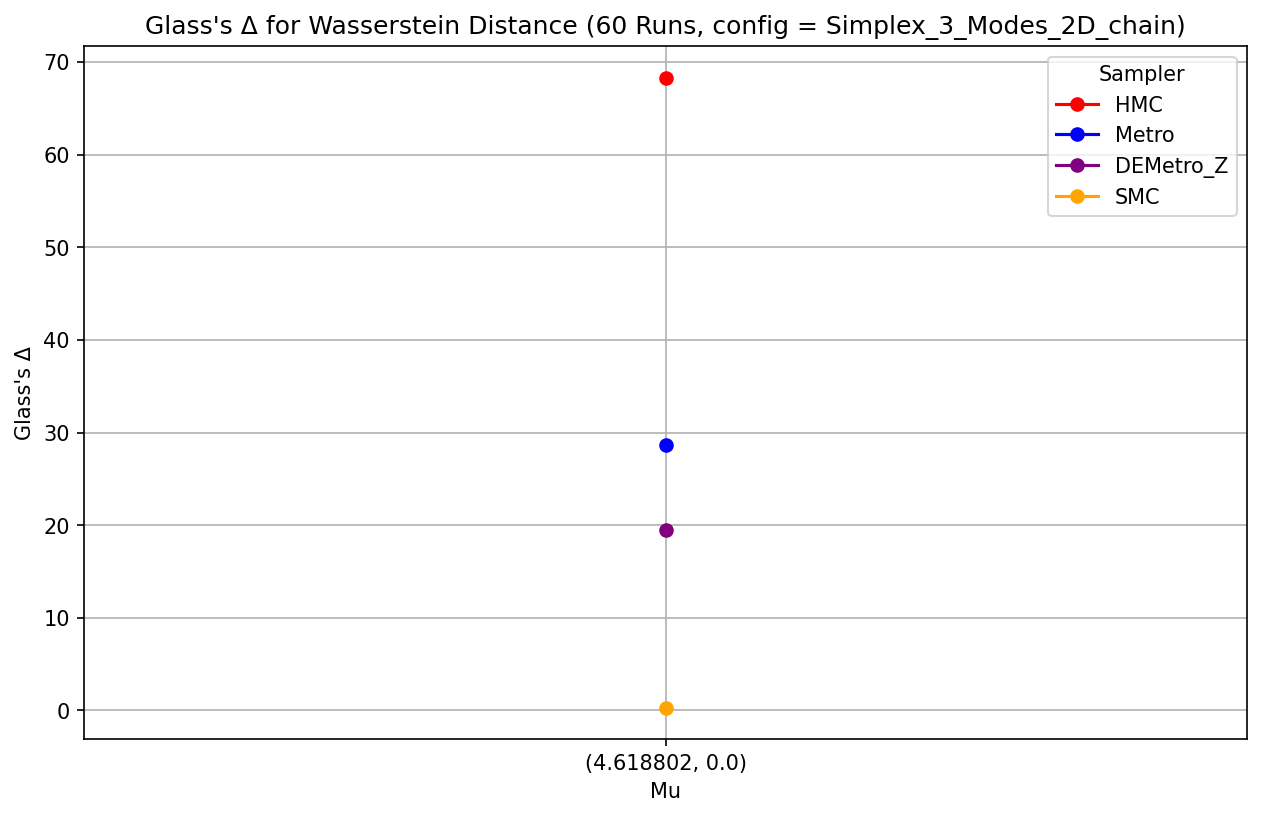 Glass's Δ for Wasserstein Distance (60 Runs, config = Simplex_3_Modes_2D_chain)
Sampler
HMC
Metro
DEMetro_Z
SMC
70
60
50
40
30
20
10
0
Glass's Δ
(4.618802, 0.0)
Mu